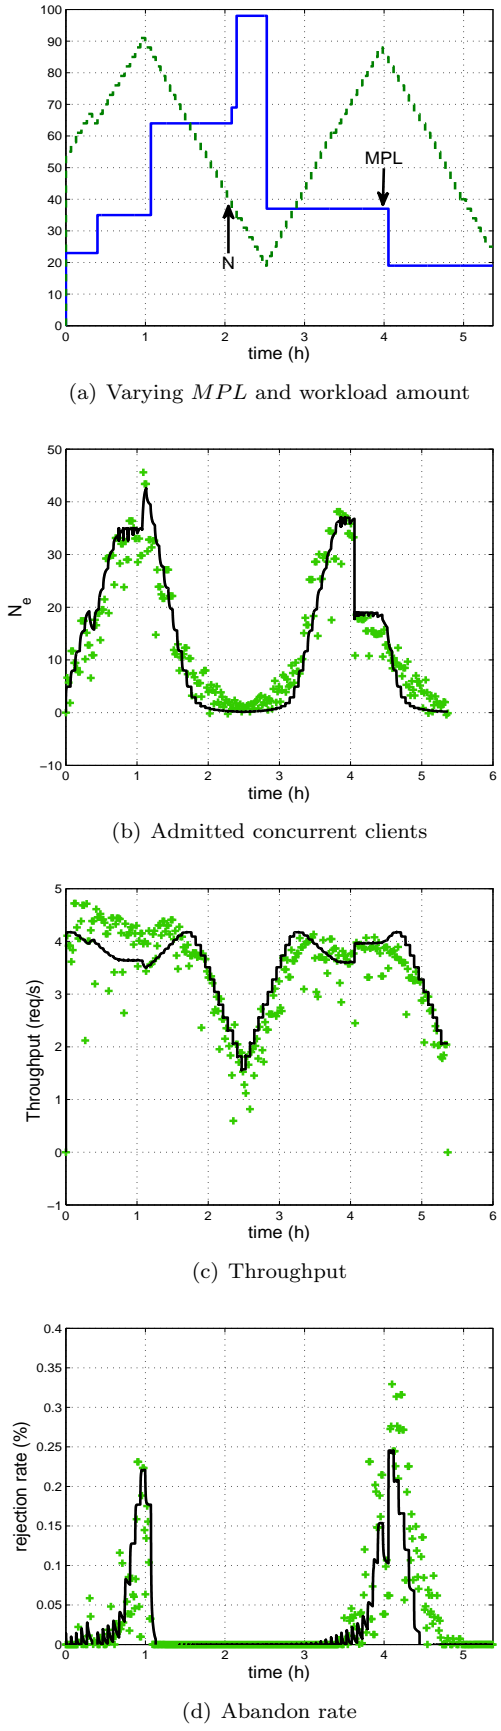 100
90
80
70
60
50
40
30
20
10
0
MPL
N
0 1 2 3 4 5
time (h)
(a) Varying MPL and workload amount
50
40
30
20
10
0
−10
N_e
0 1 2 3 4 5 6
time (h)
(b) Admitted concurrent clients
5
4
3
2
1
0
−1
Throughput (req/s)
0 1 2 3 4 5 6
time (h)
(c) Throughput
0.4
0.35
0.3
0.25
0.2
0.15
0.1
0.05
0
rejection rate (%)
0 1 2 3 4 5
time (h)
(d) Abandon rate